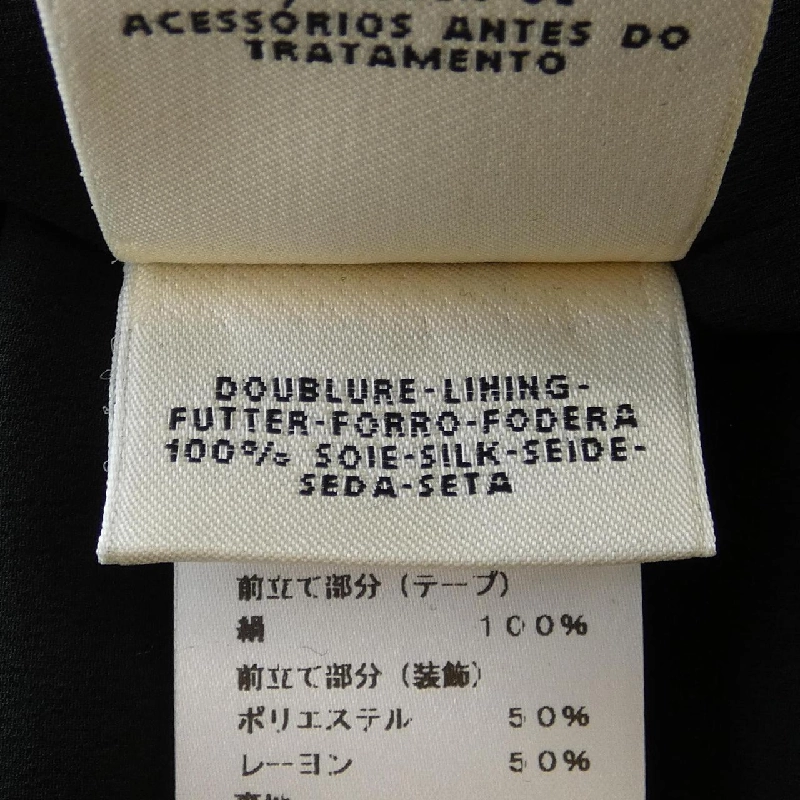 ACESSÓRIOS ANTES DO
TRATAMENTO
DOUBLURE-LINING-
FUTTER-FORRO-FODERA
100% SOIE-SILK-SEIDE-
SEDA-SETA
前立て部分（テープ）
絹 100%
前立て部分（装飾）
ポリエステル 50%
レーヨン 50%